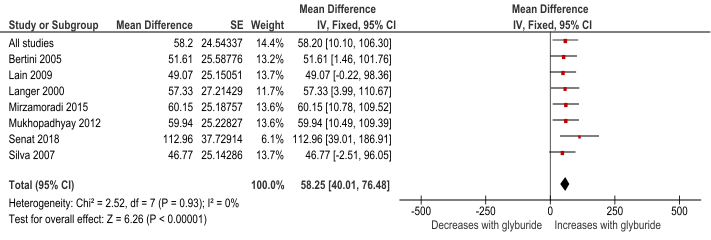 Mean Difference Mean Difference
Study or Subgroup Mean Difference SE Weight IV, Fixed, 95% CI IV, Fixed, 95% CI
All studies 58.2 24.54337 14.4% 58.20 [10.10, 106.30]
Bertini 2005 51.61 25.58776 13.2% 51.61 [1.46, 101.76]
Lain 2009 49.07 25.15051 13.6% 49.07 [-0.22, 98.36]
Langer 2000 57.33 27.21429 11.7% 57.33 [3.99, 110.67]
Mirzamoradi 2015 60.15 25.18757 13.6% 60.15 [10.78, 109.52]
Mukhopadhyay 2012 59.94 25.22827 13.6% 59.94 [10.49, 109.39]
Senat 2018 112.96 37.72914 6.1% 112.96 [39.01, 186.91]
Silva 2007 46.77 25.14286 13.7% 46.77 [-2.51, 96.05]
Total (95% CI) 100.0% 58.25 [40.01, 76.48]
Heterogeneity: Chi² = 2.52, df = 7 (P = 0.93); I² = 0%
Test for overall effect: Z = 6.26 (P < 0.00001)
-500 -250 0 250 500
Decreases with glyburide Increases with glyburide